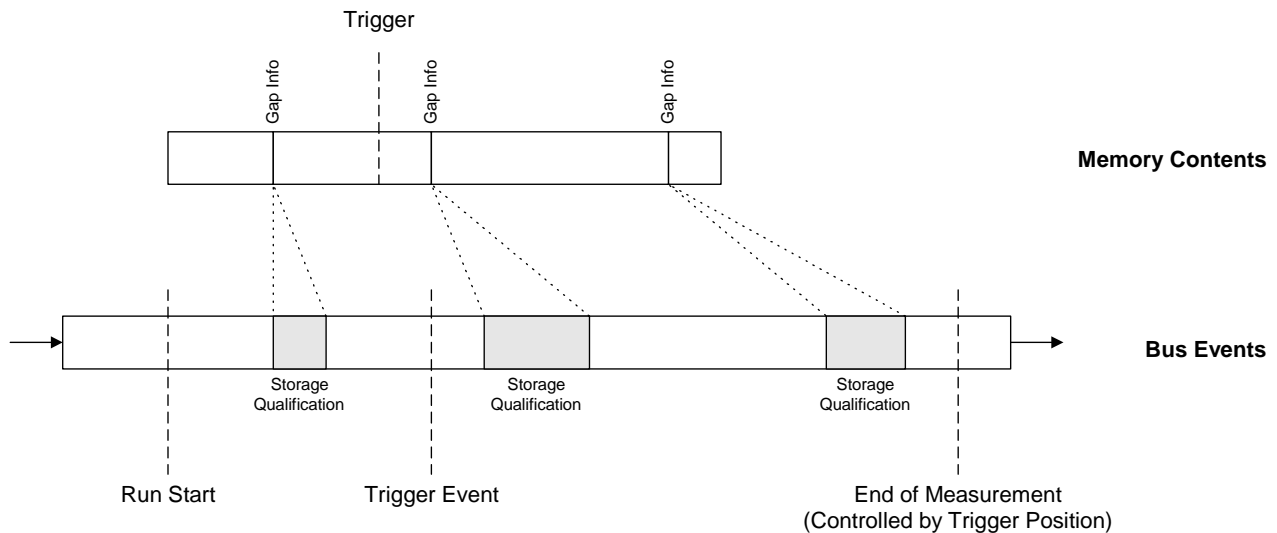 Trigger
Gap Info
Gap Info
Gap Info
Memory Contents
Bus Events
Storage
Qualification
Storage
Qualification
Storage
Qualification
Run Start
Trigger Event
End of Measurement
(Controlled by Trigger Position)